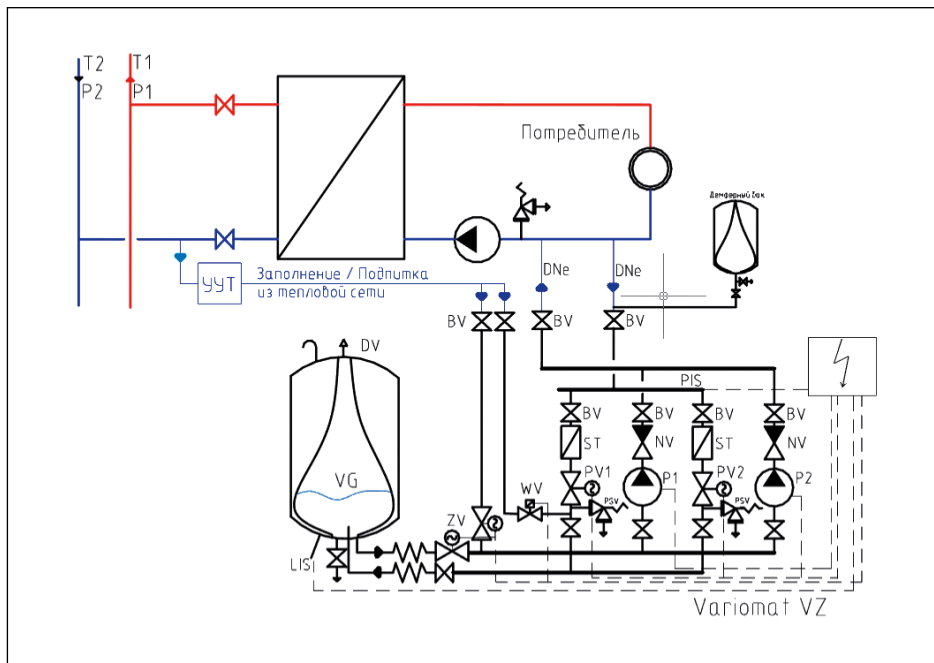 T2
T1
P2
P1
Потребитель
Демферный бак
DNe
DNe
УУТ
Заполнение / Подпитка
из тепловой сети
BV
BV
BV
DV
PIS
BV
BV
BV
BV
ST
NV
ST
NV
VG
PV1
P1
PV2
P2
WV
PSV
PSV
ZV
LIS
Variomat VZ